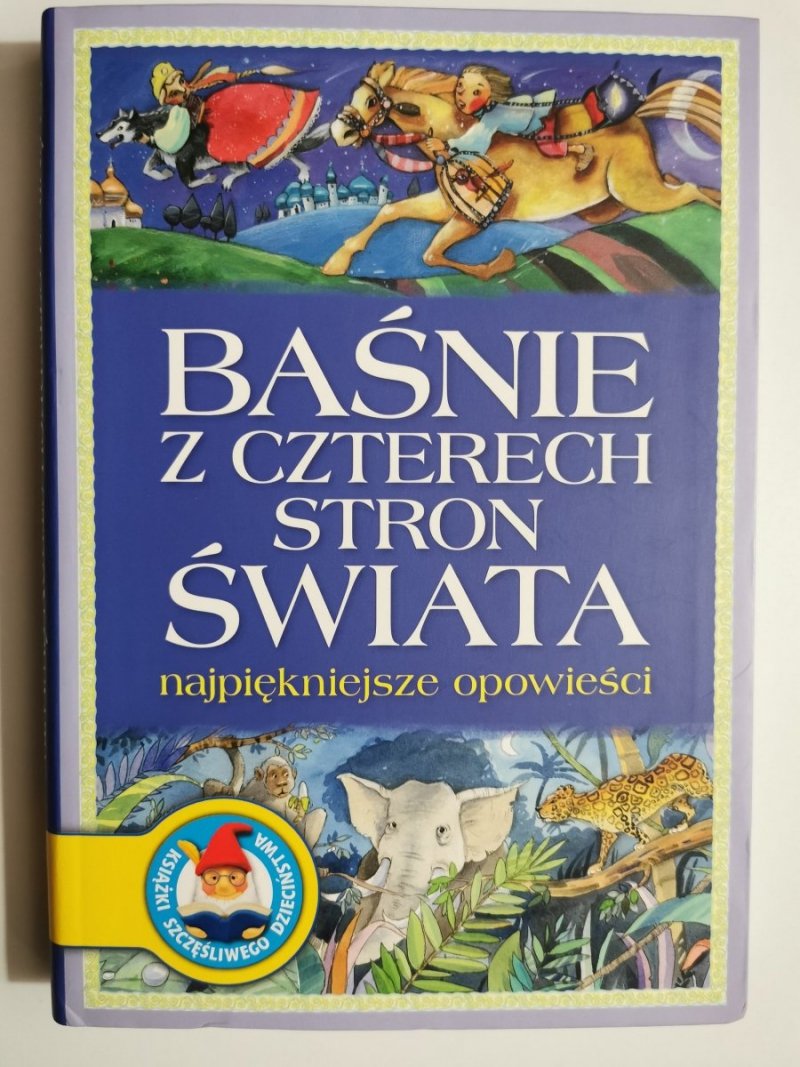 BAŚNIE
Z CZTERECH
STRON
ŚWIATA
najpiękniejsze opowieści
KSIĄŻKI SZCZĘŚLIWEGO DZIECIŃSTWA